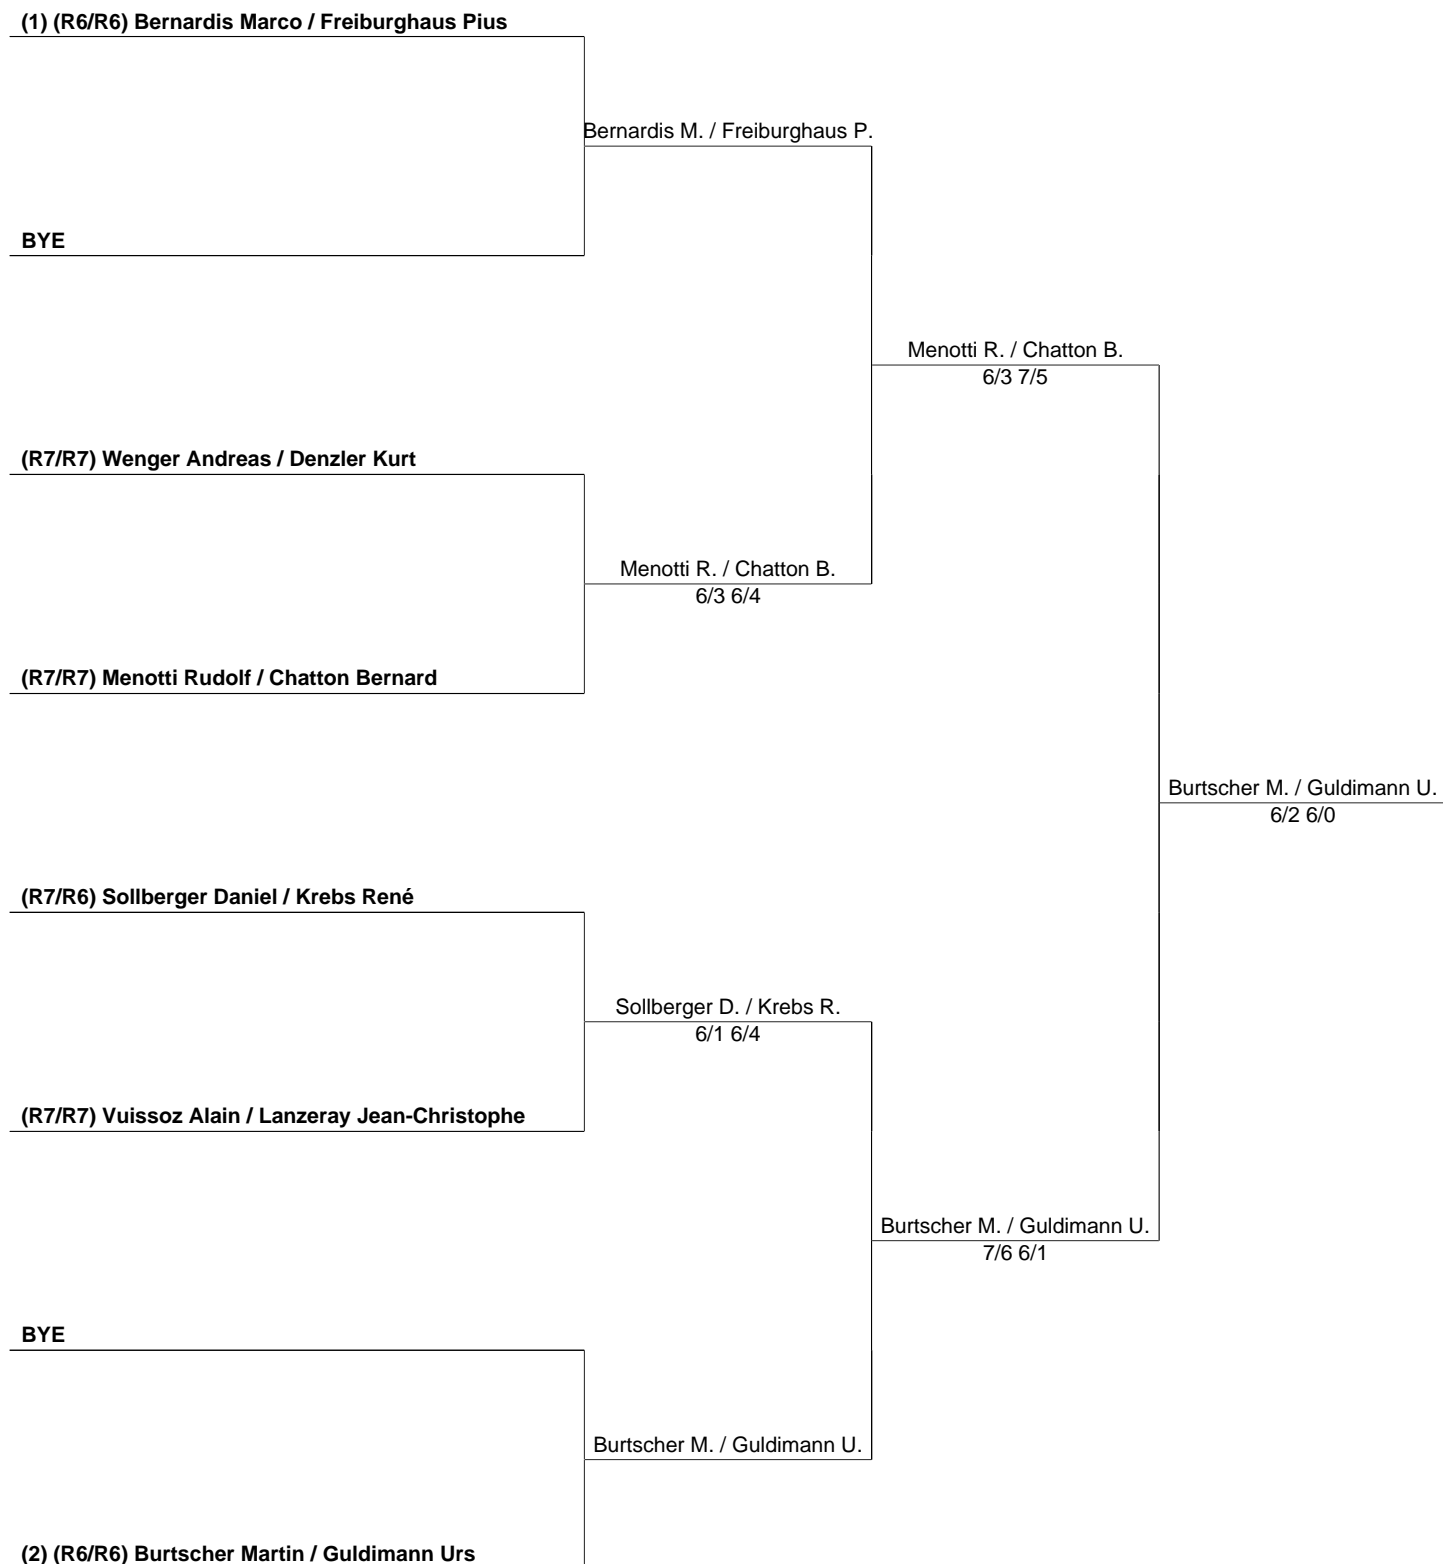 (1) (R6/R6) Bernardis Marco / Freiburghaus Pius
Bernardis M. / Freiburghaus P.
BYE
Menotti R. / Chatton B.
6/3 7/5
(R7/R7) Wenger Andreas / Denzler Kurt
Menotti R. / Chatton B.
6/3 6/4
(R7/R7) Menotti Rudolf / Chatton Bernard
Burtscher M. / Guldimann U.
6/2 6/0
(R7/R6) Sollberger Daniel / Krebs René
Sollberger D. / Krebs R.
6/1 6/4
(R7/R7) Vuissoz Alain / Lanzeray Jean-Christophe
Burtscher M. / Guldimann U.
7/6 6/1
BYE
Burtscher M. / Guldimann U.
(2) (R6/R6) Burtscher Martin / Guldimann Urs